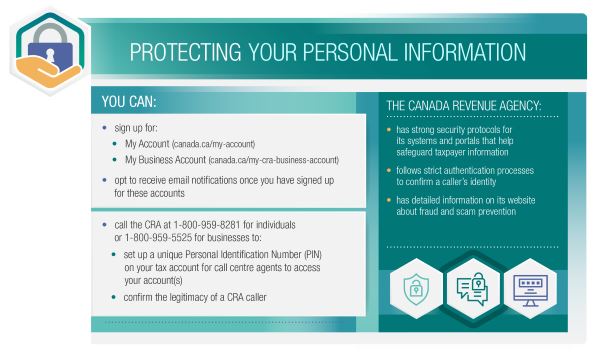 PROTECTING YOUR PERSONAL INFORMATION
YOU CAN:
• sign up for:
• My Account (canada.ca/my-account)
• My Business Account (canada.ca/my-cra-business-account)
• opt to receive email notifications once you have signed up
for these accounts
• call the CRA at 1-800-959-8281 for individuals
or 1-800-959-5525 for businesses to:
• set up a unique Personal Identification Number (PIN)
on your tax account for call centre agents to access
your account(s)
• confirm the legitimacy of a CRA caller
THE CANADA REVENUE AGENCY:
• has strong security protocols for
its systems and portals that help
safeguard taxpayer information
• follows strict authentication processes
to confirm a caller's identity
• has detailed information on its website
about fraud and scam prevention